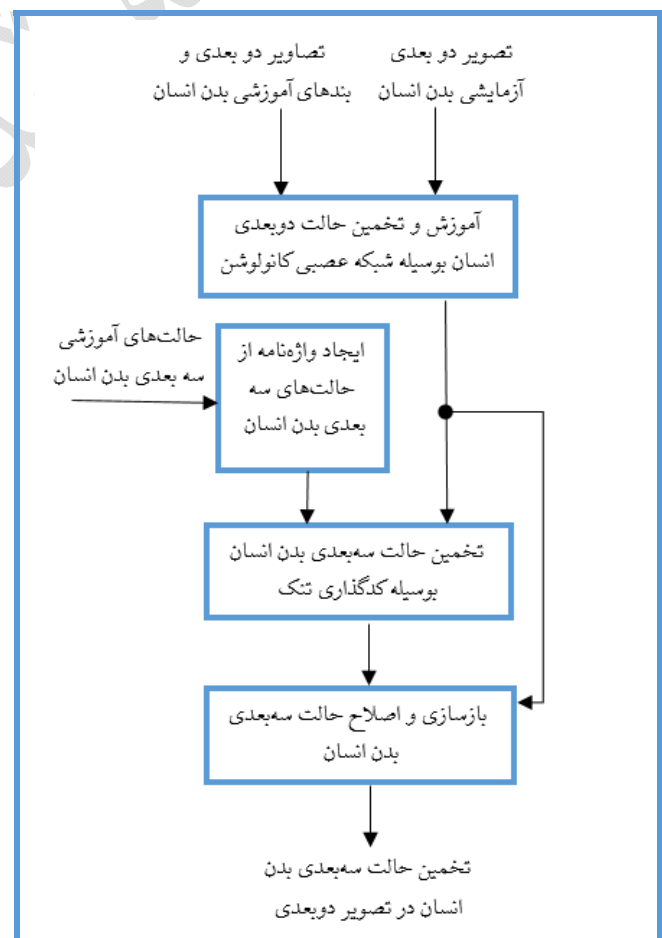 تصویر دو بعدی
آزمایشی بدن انسان
تصاویر دو بعدی و
بندهای آموزشی بدن انسان
آموزش و تخمین حالت دوبعدی
انسان بوسیله شبکه عصبی کانولوشن
حالت‌های آموزشی
سه بعدی بدن انسان
ایجاد واژه‌نامه از
حالت‌های سه
بعدی بدن انسان
تخمین حالت سه‌بعدی بدن انسان
بوسیله کدگذاری تنک
بازسازی و اصلاح حالت سه‌بعدی
بدن انسان
تخمین حالت سه‌بعدی بدن
انسان در تصویر دوبعدی